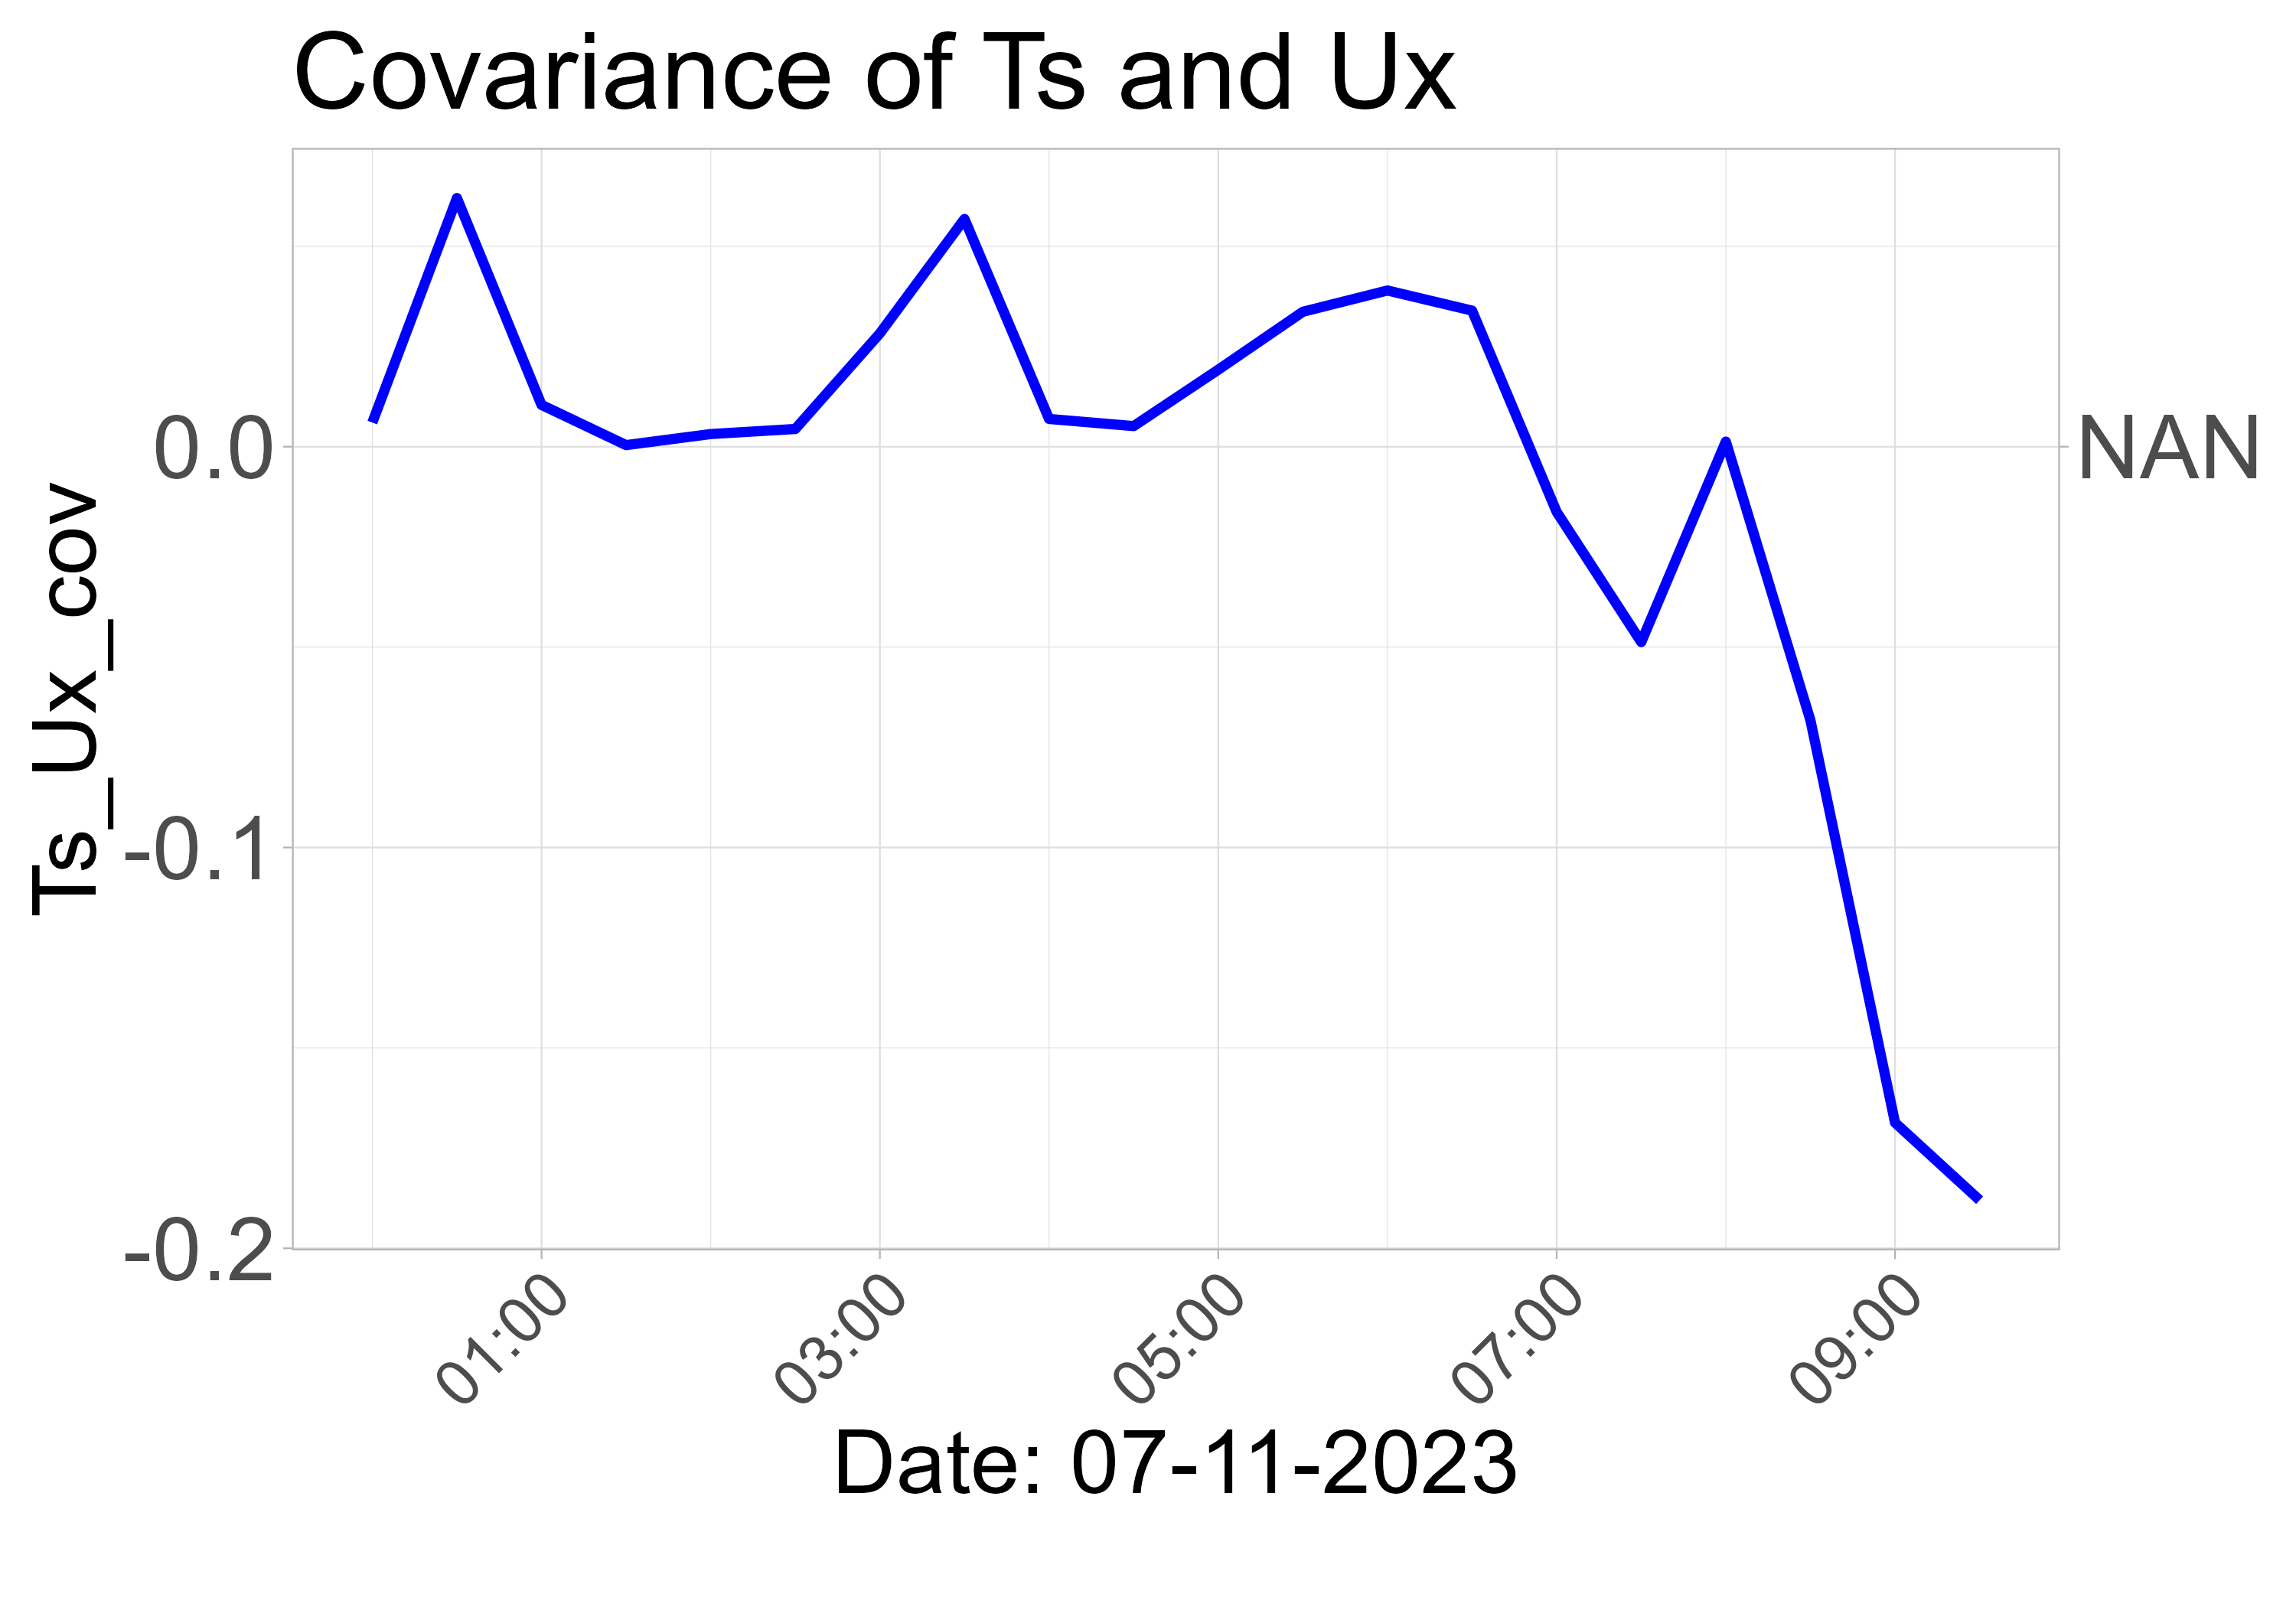 Covariance of Ts and Ux
Ts_Ux_cov
0.0
-0.1
-0.2
NAN
01:00
03:00
05:00
07:00
09:00
Date: 07-11-2023